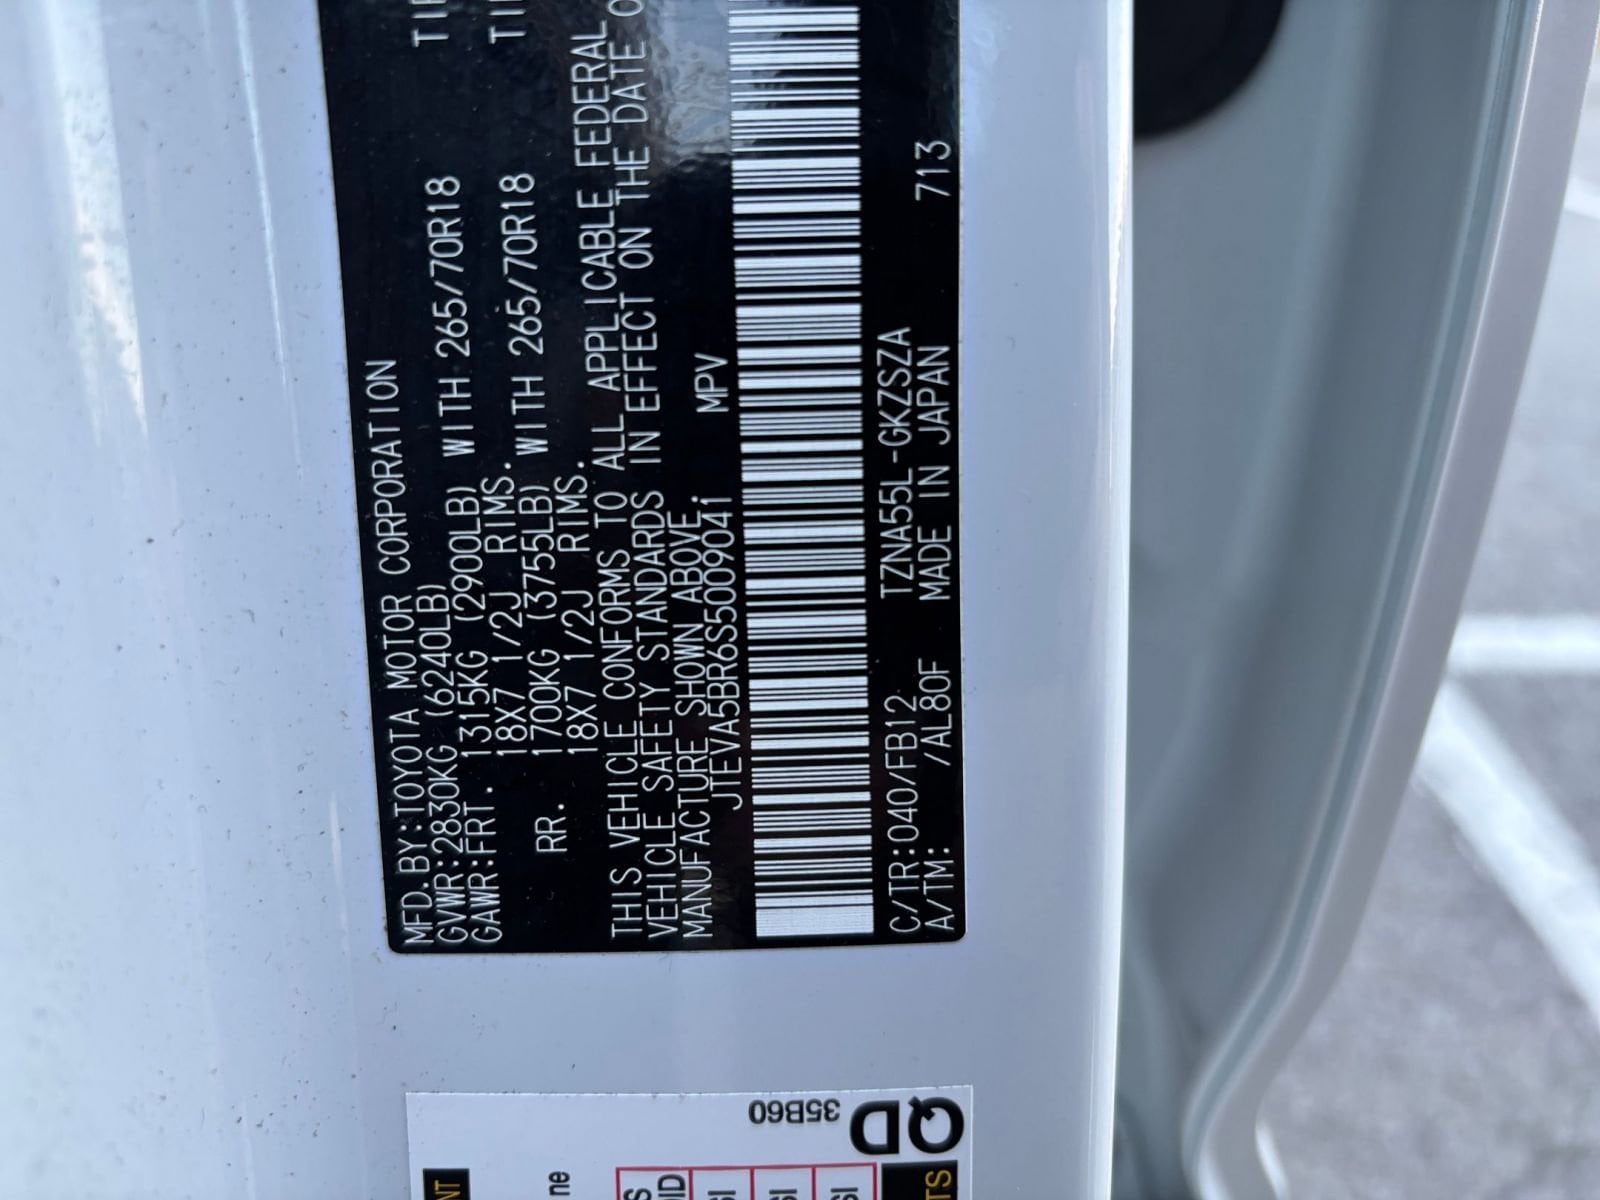 MFD.BY:TOYOTA MOTOR CORPORATION
GVWR:2830KG (6240LB)
GAWR:FRT. 1315KG (2900LB) WITH 265/70R18
18X7 1/2J RIMS.
RR. 1700KG (3755LB) WITH 265/70R18
18X7 1/2J RIMS.
THIS VEHICLE CONFORMS TO ALL APPLICABLE FEDERAL
VEHICLE SAFETY STANDARDS IN EFFECT ON THE DATE
MANUFACTURE SHOWN ABOVE.
JTEVA5BR6S5009041 MPV
C/TR:040/FB12 TZNA55L-GKZSZA
A/TM: /AL80F MADE IN JAPAN 713
QD
35B60